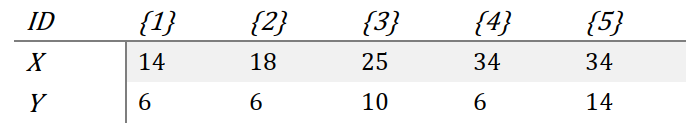 ID {1} {2} {3} {4} {5}
X 14 18 25 34 34
Y 6 6 10 6 14